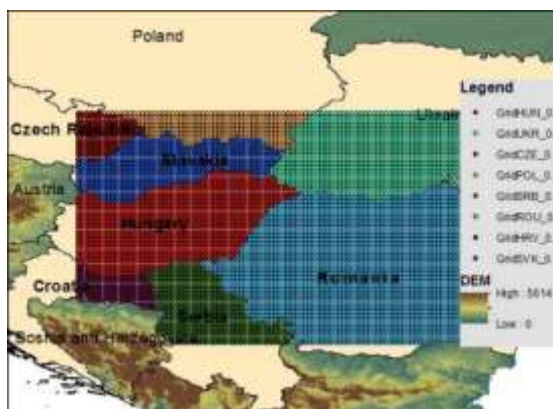 Poland
Legend
Ukrain
GridHUN_0
Czech Republic
GridUKR_0
GridCZE_0
Slovakia
GridPOL_0
Austria
GridSRB_0
Hungary
GridROU_0
GridHRV_0
GridSVK_0
Croatia
Romania
DEM
High : 5614
Serbia
Low : 0
Bosnia and Herzegovina